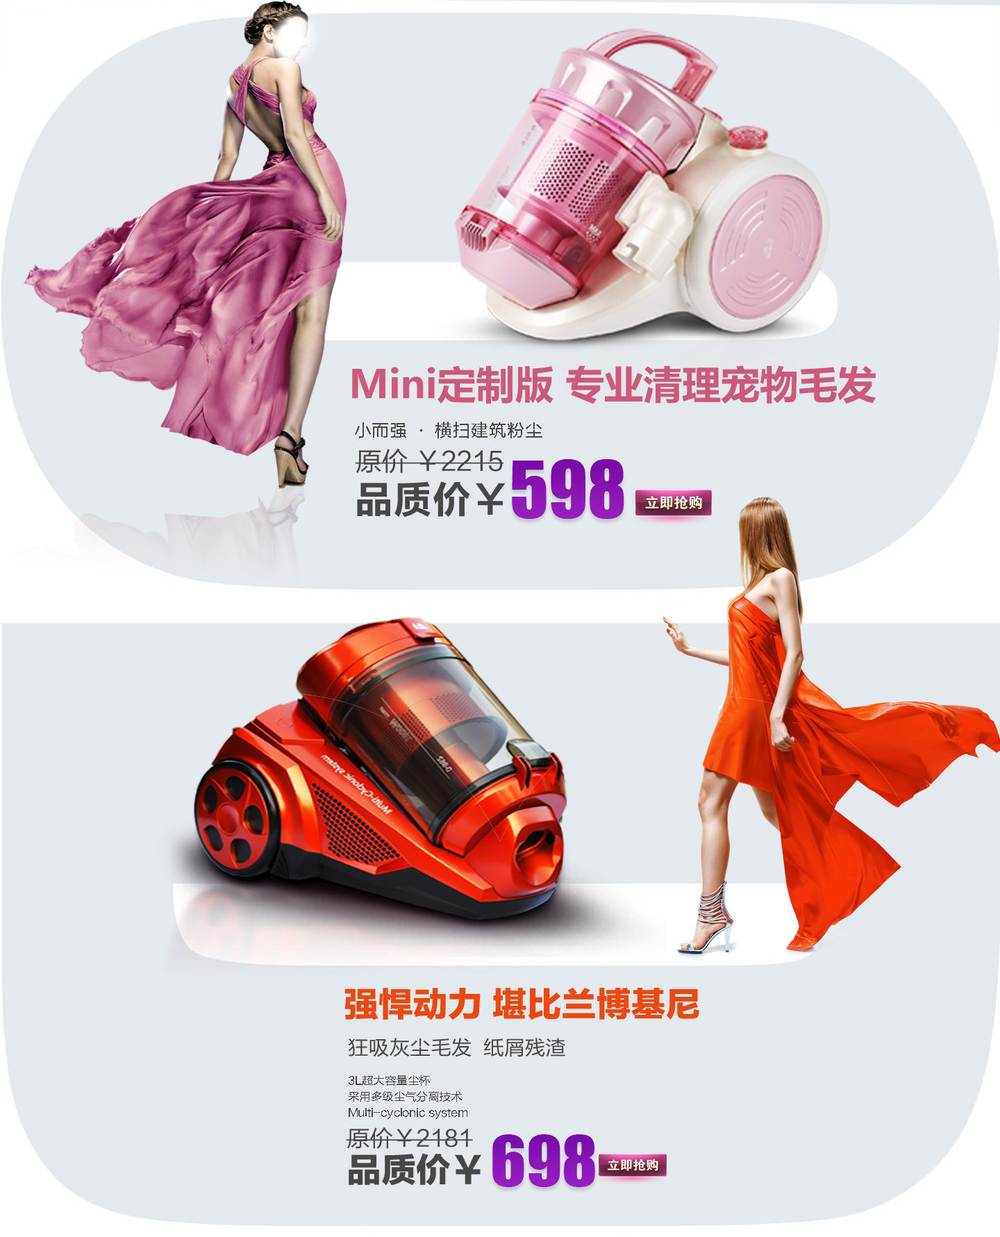 Mini定制版 专业清理宠物毛发
小而强 · 横扫建筑粉尘
原价 ￥2215
品质价￥598 立即抢购
Multi-Cyclonic system
强悍动力 堪比兰博基尼
狂吸灰尘毛发 纸屑残渣
3L超大容量尘杯
采用多级尘气分离技术
Multi-cyclonic system
原价￥2181
品质价￥698 立即抢购